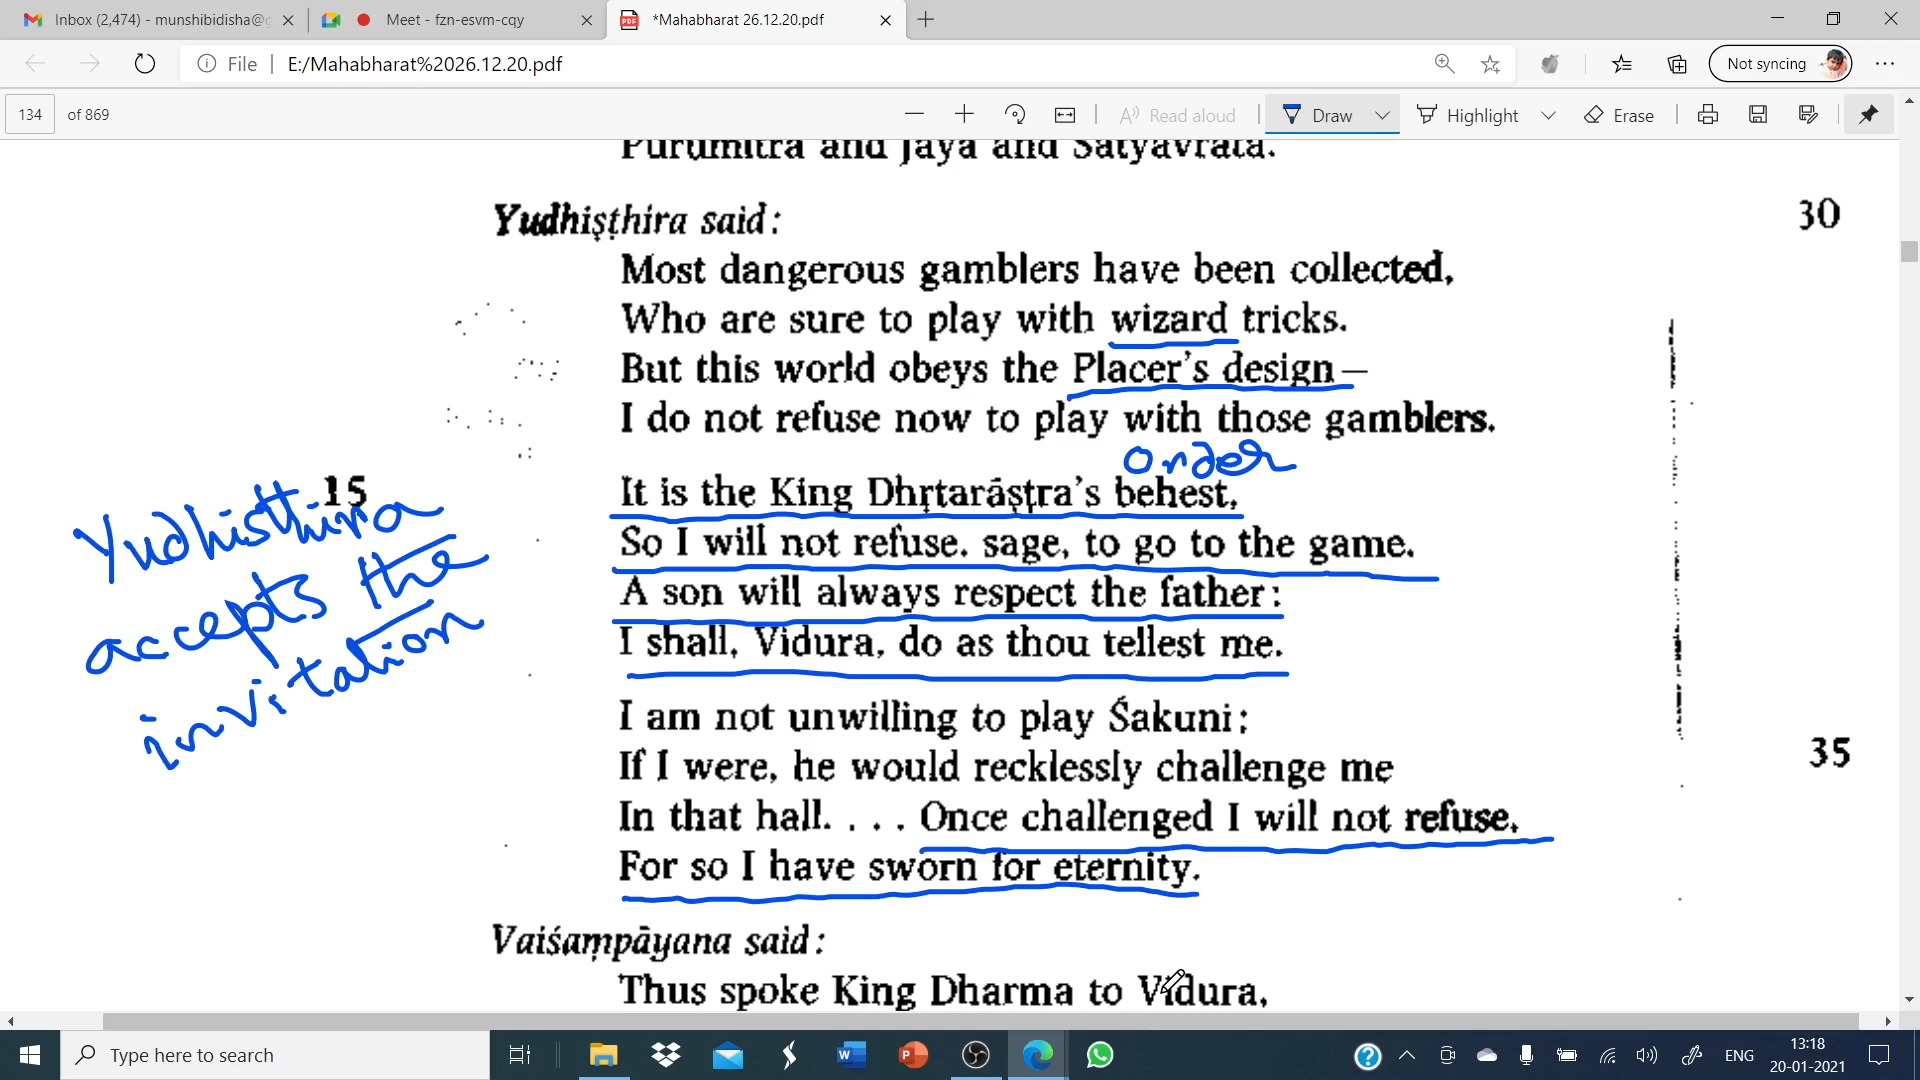 Inbox (2,474) - munshibidisha@g
Meet - fzn-esvm-cqy
*Mahabharat 26.12.20.pdf
File
E:/Mahabharat%2026.12.20.pdf
Not syncing
134 of 869
Read aloud
Draw
Highlight
Erase
Purumitra and Jaya and Satyavrata.
Yudhiṣṭhira said:
30
Most dangerous gamblers have been collected,
Who are sure to play with wizard tricks.
But this world obeys the Placer's design—
I do not refuse now to play with those gamblers.
order
15
It is the King Dhṛtarāṣṭra's behest,
So I will not refuse, sage, to go to the game.
A son will always respect the father:
I shall, Vidura, do as thou tellest me.
Yudhisthira
accepts the
invitation
I am not unwilling to play Śakuni;
If I were, he would recklessly challenge me
35
In that hall. . . . Once challenged I will not refuse,
For so I have sworn for eternity.
Vaiśaṃpāyana said:
Thus spoke King Dharma to Vidura,
Type here to search
ENG
13:18
20-01-2021